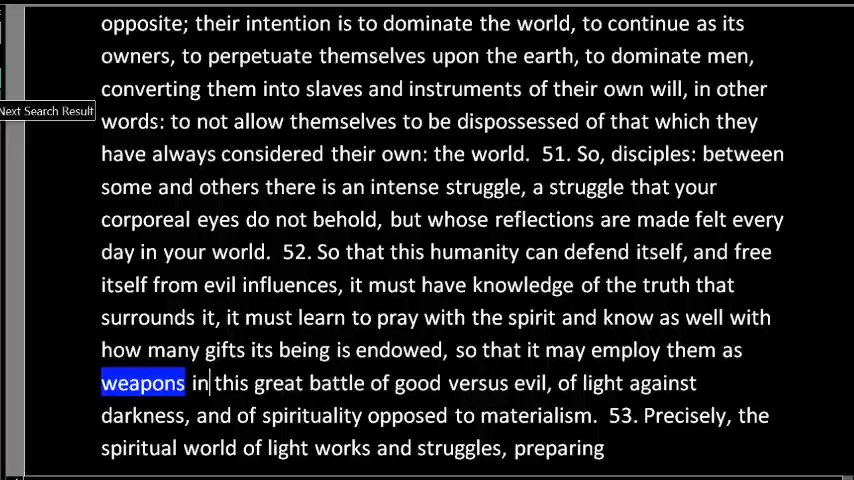 opposite; their intention is to dominate the world, to continue as its
owners, to perpetuate themselves upon the earth, to dominate men,
converting them into slaves and instruments of their own will, in other
Next Search Result
words: to not allow themselves to be dispossessed of that which they
have always considered their own: the world.  51. So, disciples: between
some and others there is an intense struggle, a struggle that your
corporeal eyes do not behold, but whose reflections are made felt every
day in your world.  52. So that this humanity can defend itself, and free
itself from evil influences, it must have knowledge of the truth that
surrounds it, it must learn to pray with the spirit and know as well with
how many gifts its being is endowed, so that it may employ them as
weapons in this great battle of good versus evil, of light against
darkness, and of spirituality opposed to materialism.  53. Precisely, the
spiritual world of light works and struggles, preparing